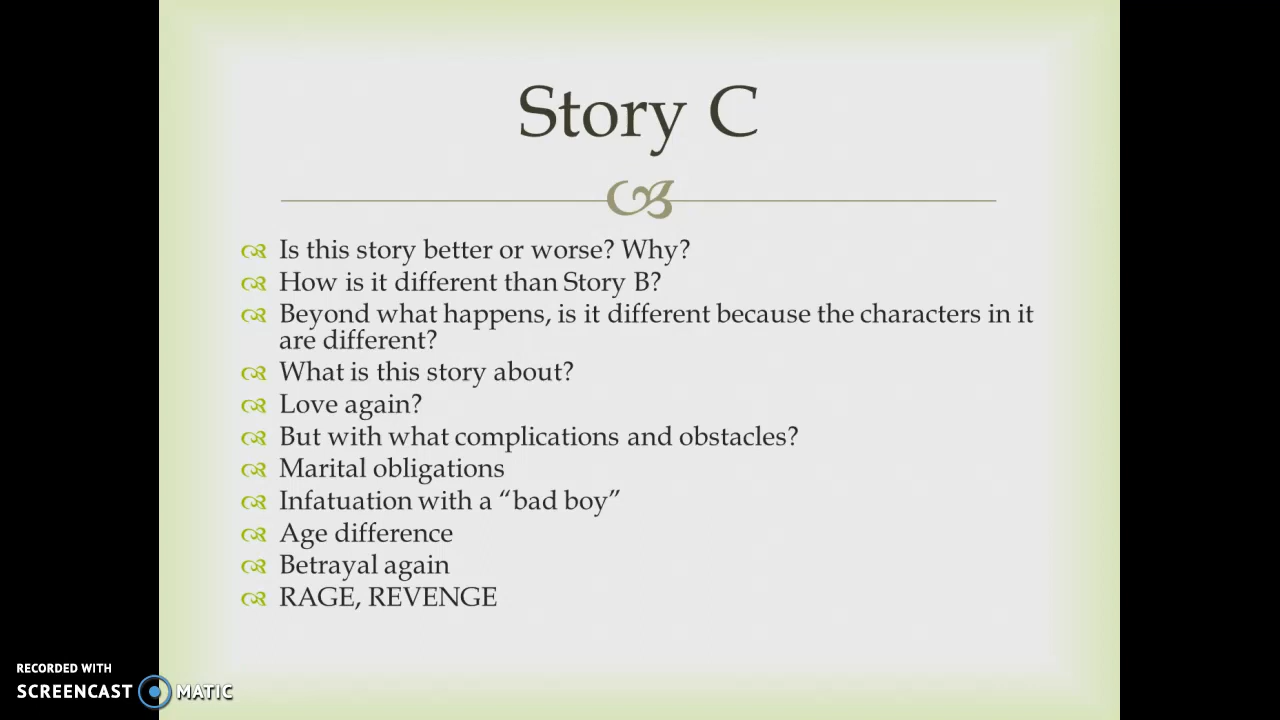 Story C
Is this story better or worse? Why?
How is it different than Story B?
Beyond what happens, is it different because the characters in it
are different?
What is this story about?
Love again?
But with what complications and obstacles?
Marital obligations
Infatuation with a “bad boy”
Age difference
Betrayal again
RAGE, REVENGE
RECORDED WITH
SCREENCAST MATIC